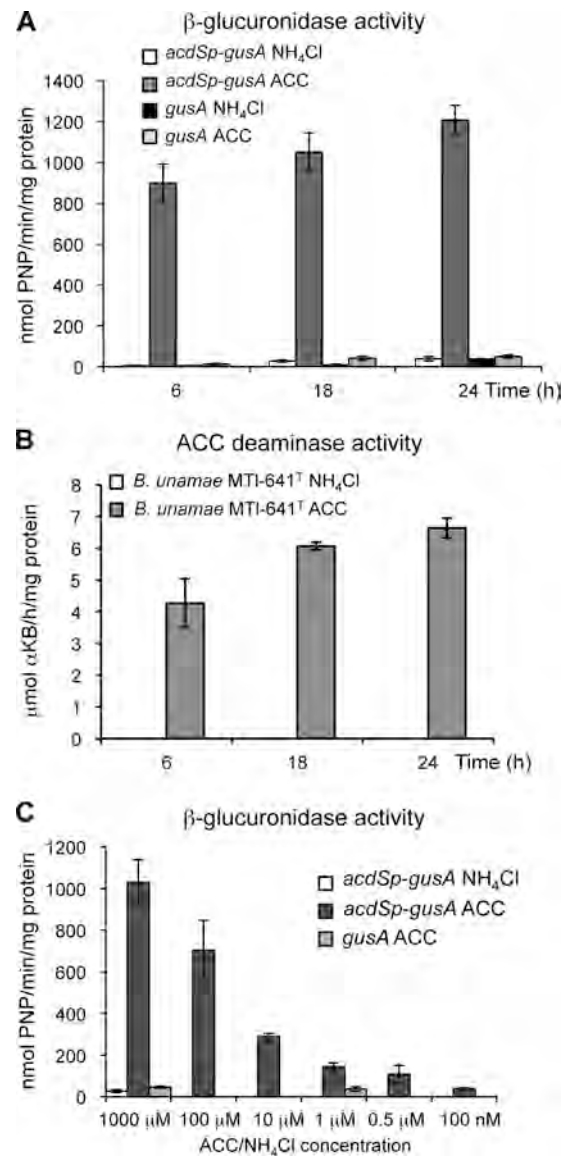 A
β-glucuronidase activity
acdSp-gusA NH₄Cl
acdSp-gusA ACC
gusA NH₄Cl
gusA ACC
nmol PNP/min/mg protein
1400
1200
1000
800
600
400
200
0
6 18 24 Time (h)
B
ACC deaminase activity
B. unamae MTI-641ᵀ NH₄Cl
B. unamae MTI-641ᵀ ACC
μmol αKB/h/mg protein
8
7
6
5
4
3
2
1
0
6 18 24 Time (h)
C
β-glucuronidase activity
acdSp-gusA NH₄Cl
acdSp-gusA ACC
gusA ACC
nmol PNP/min/mg protein
1200
1000
800
600
400
200
0
1000 μM 100 μM 10 μM 1 μM 0.5 μM 100 nM
ACC/NH₄Cl concentration